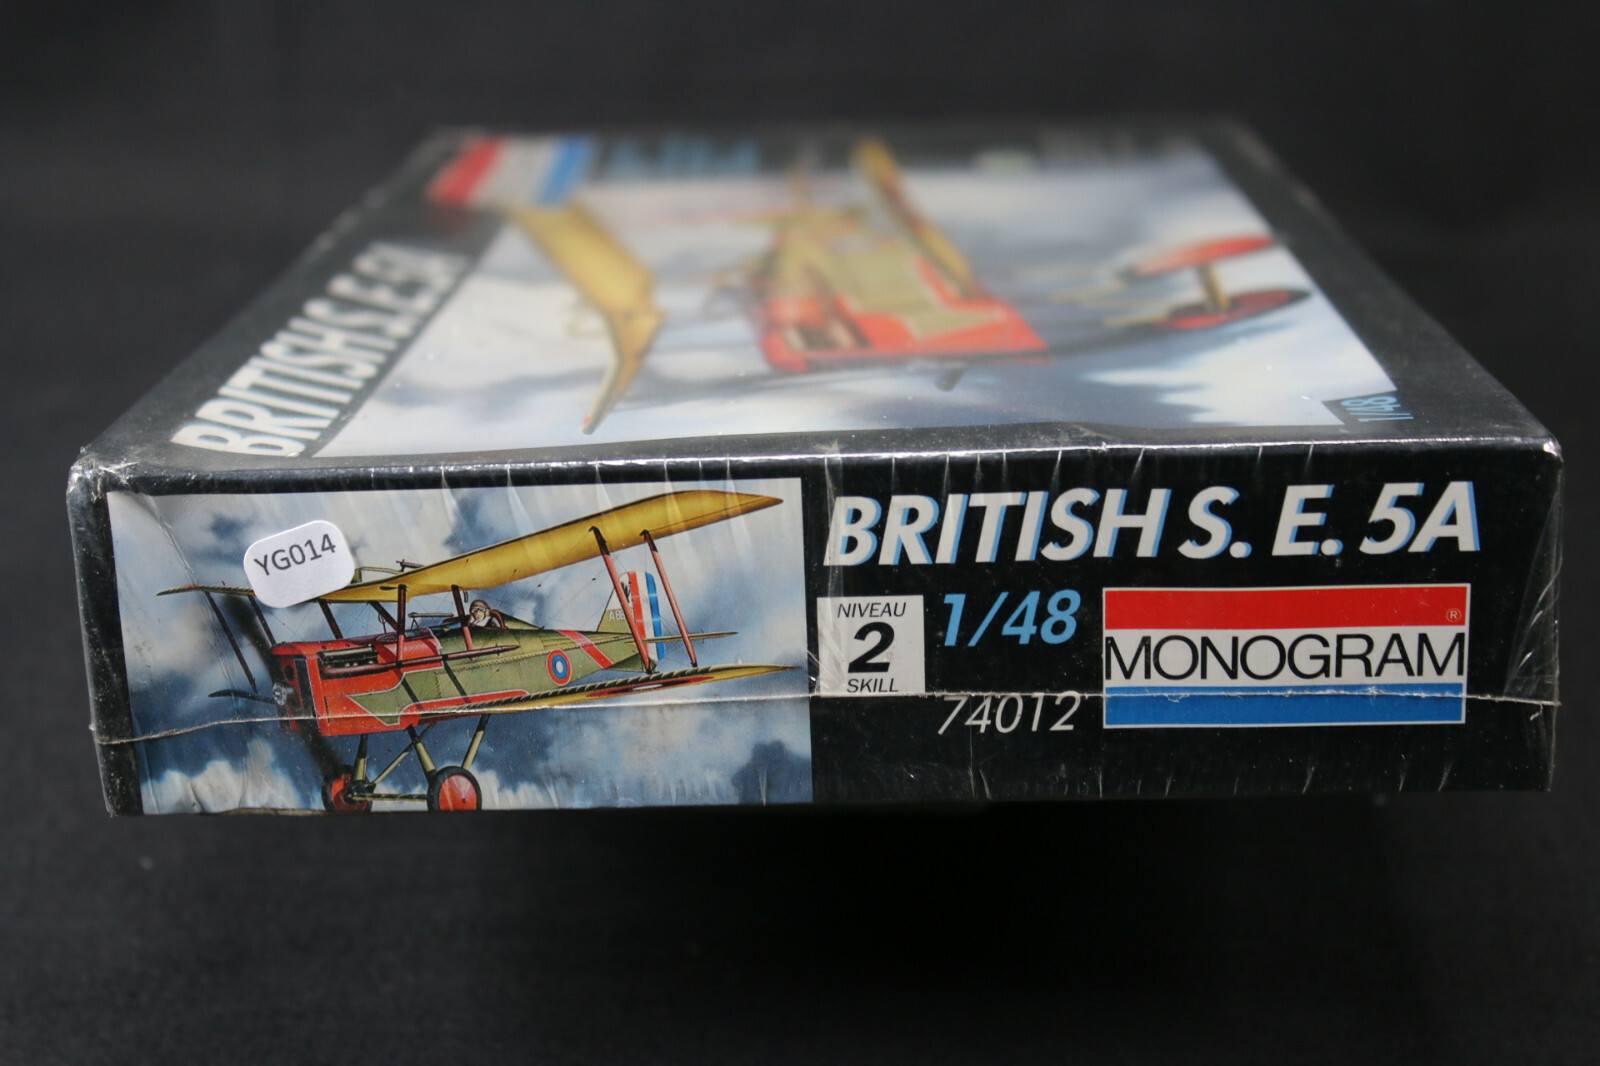 BRITISH S. E. 5A
1/48
YG014
BRITISH S. E. 5A
NIVEAU
2
SKILL
1/48
74012
MONOGRAM
®